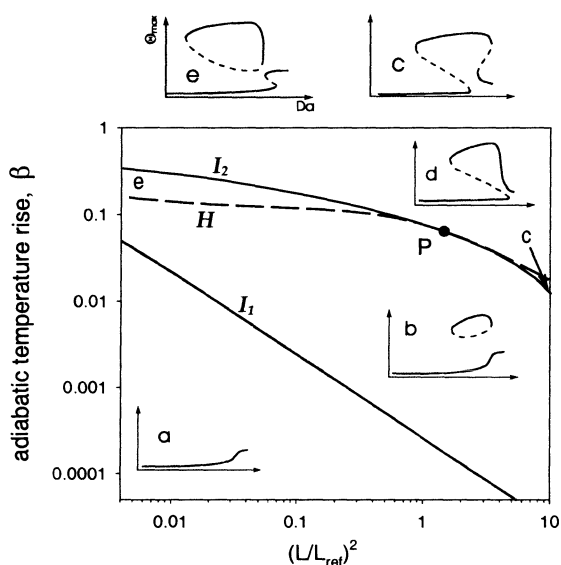 Θmax
e
Da
c
1
I2
e
d
0.1
H
P
c
0.01
I1
b
0.001
a
0.0001
0.01
0.1
1
10
adiabatic temperature rise, β
(L/Lref)2